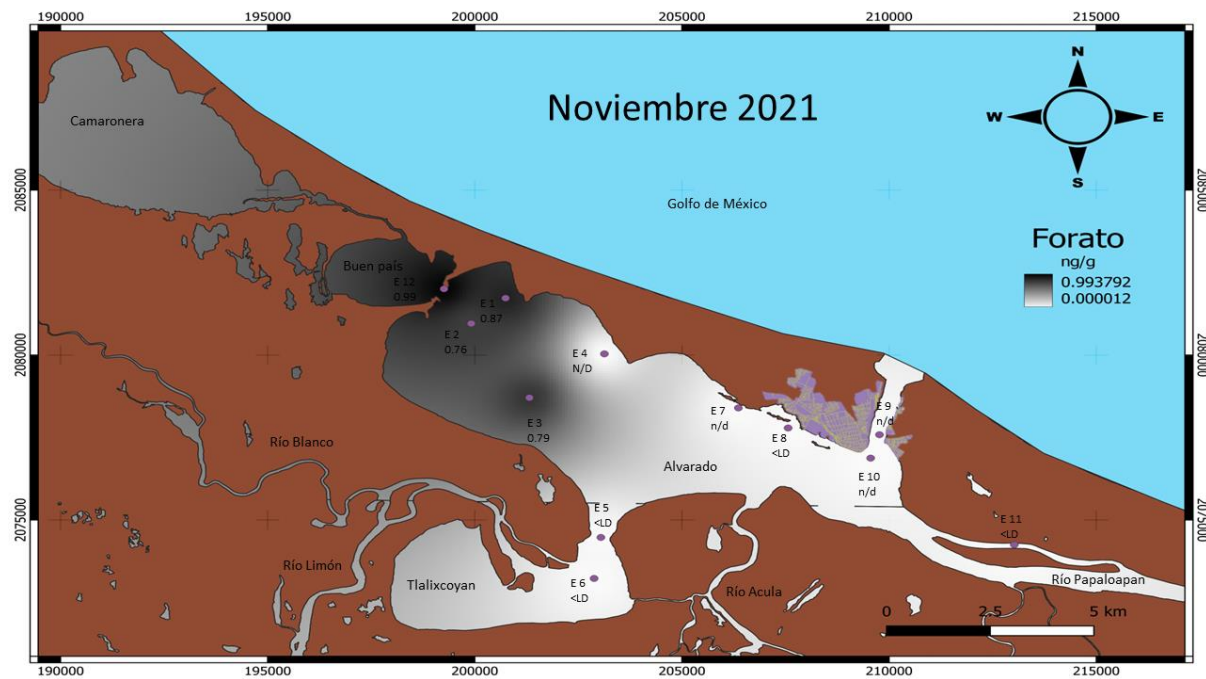 190000 195000 200000 205000 210000 215000
Noviembre 2021
N
W E
S
Camaronera
2085000 2085000
Golfo de México
Forato
ng/g
0.993792
0.000012
Buen país
E 12
0.99
E 1
0.87
E 2
0.76
E 4
N/D
2080000 2080000
E 3
0.79
E 7
n/d
E 8
<LD
E 9
n/d
Río Blanco
Alvarado
E 10
n/d
2075000 2075000
E 5
<LD
E 11
<LD
Río Limón
Tlalixcoyan
E 6
<LD
Río Acula
Río Papaloapan
0 2.5 5 km
190000 195000 200000 205000 210000 215000